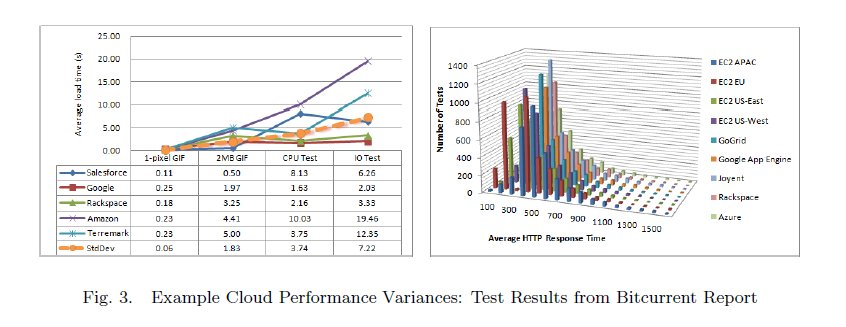 25.00
20.00
15.00
10.00
5.00
0.00
Average load time (s)
1-pixel GIF 2MB GIF CPU Test IO Test
Salesforce 0.11 0.50 8.13 6.26
Google 0.25 1.97 1.63 2.03
Rackspace 0.18 3.25 2.16 3.33
Amazon 0.23 4.41 10.03 19.46
Terremark 0.23 5.00 3.75 12.35
StdDev 0.06 1.83 3.74 7.22
1400
1200
1000
800
600
400
200
0
Number of Tests
100 300 500 700 900 1100 1300 1500
Average HTTP Response Time
EC2 APAC
EC2 EU
EC2 US-East
EC2 US-West
GoGrid
Google App Engine
Joyent
Rackspace
Azure
Fig. 3. Example Cloud Performance Variances: Test Results from Bitcurrent Report